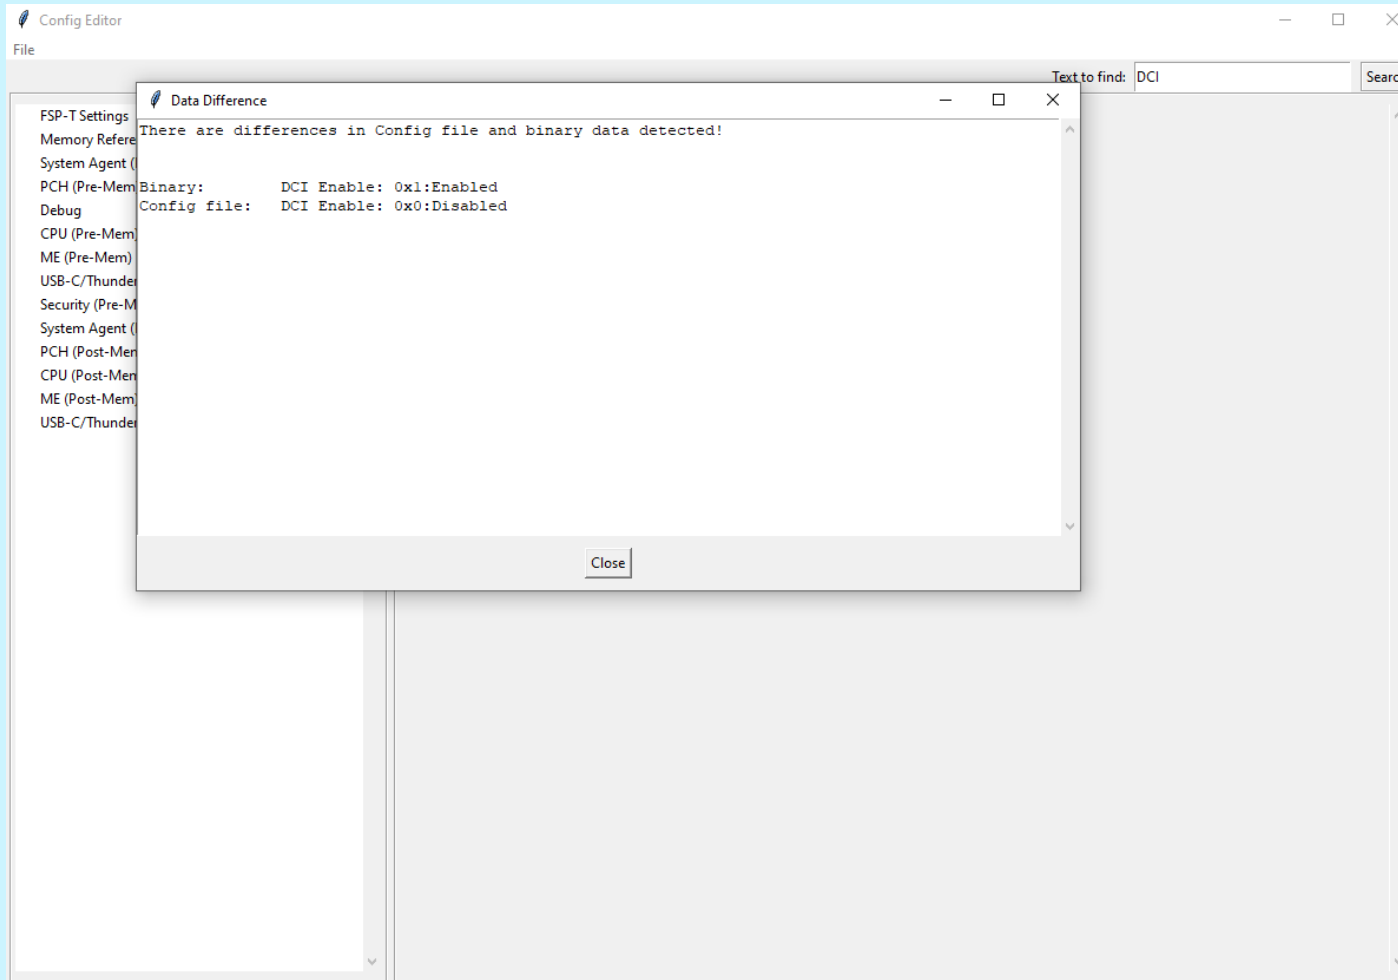 Config Editor
File
Text to find: DCI Searc
Data Difference
There are differences in Config file and binary data detected!
Binary: DCI Enable: 0x1:Enabled
Config file: DCI Enable: 0x0:Disabled
Close
FSP-T Settings
Memory Refere
System Agent (
PCH (Pre-Mem
Debug
CPU (Pre-Mem)
ME (Pre-Mem)
USB-C/Thunder
Security (Pre-M
System Agent (
PCH (Post-Mem
CPU (Post-Mem
ME (Post-Mem)
USB-C/Thunder